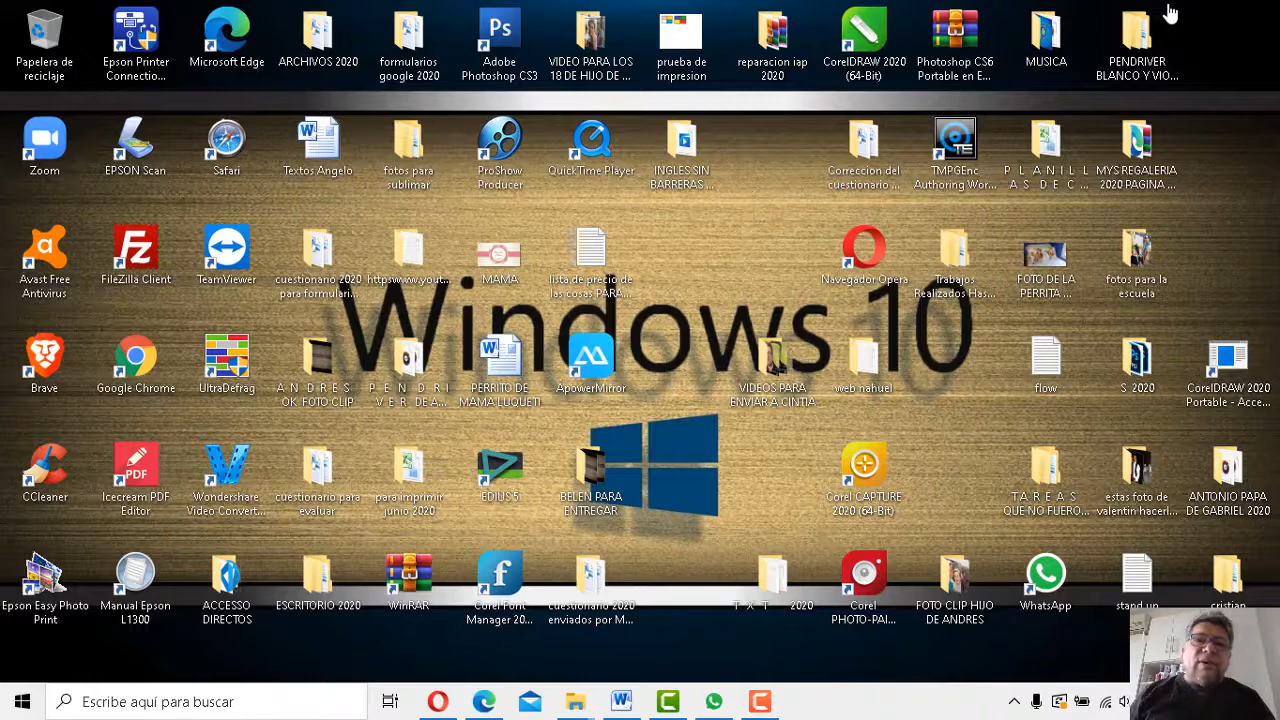 Papelera de reciclaje
Epson Printer Connectio...
Microsoft Edge
ARCHIVOS 2020
formularios google 2020
Ps
Adobe Photoshop CS3
VIDEO PARA LOS 18 DE HIJO DE ...
prueba de impresion
reparacion iap 2020
CorelDRAW 2020 (64-Bit)
Photoshop CS6 Portable en E...
MUSICA
PENDRIVER BLANCO Y VIO...
Zoom
EPSON Scan
Safari
Textos Angelo
fotos para sublimar
ProShow Producer
QuickTime Player
INGLES SIN BARRERAS ...
Correccion del cuestionario ...
TE
TMPGEnc Authoring Wor...
P L A N I L L A S D E C ...
MYS REGALERIA 2020 PAGINA ...
Avast Free Antivirus
FileZilla Client
TeamViewer
cuestionario 2020 para formulari...
httpswww.yout...
MAMA
lista de precio de las cosas PARA...
Navegador Opera
Trabajos Realizados Has...
FOTO DE LA PERRITA ...
fotos para la escuela
Windows 10
Brave
Google Chrome
UltraDefrag
A N D R E S OK FOTO CLIP
P E N D R I V E R DE A...
PERRITO DE MAMA LUQUETI
ApowerMirror
VIDEOS PARA ENVIAR A CINTIA
web nahuel
flow
S 2020
CorelDRAW 2020 Portable - Acce...
CCleaner
PDF
Icecream PDF Editor
Wondershare Video Convert...
cuestionario para evaluar
para imprimir junio 2020
EDIUS 5
BELEN PARA ENTREGAR
Corel CAPTURE 2020 (64-Bit)
T A R E A S QUE NO FUERO...
estas foto de valentin hacerl...
ANTONIO PAPA DE GABRIEL 2020
Epson Easy Photo Print
Manual Epson L1300
ACCESSO DIRECTOS
ESCRITORIO 2020
WinRAR
Corel Font Manager 20...
cuestionario 2020 enviados por M...
T X T 2020
Corel PHOTO-PAI...
FOTO CLIP HIJO DE ANDRES
WhatsApp
stand up
cristian
Escribe aquí para buscar